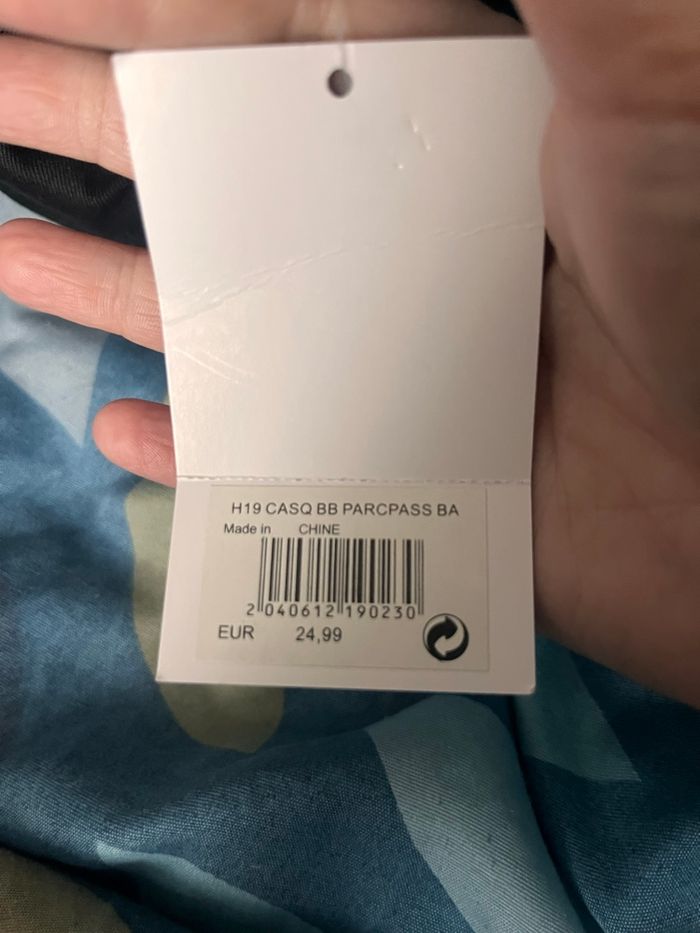 H19 CASQ BB PARCPASS BA
Made in CHINE
2 040612 190230
EUR 24,99